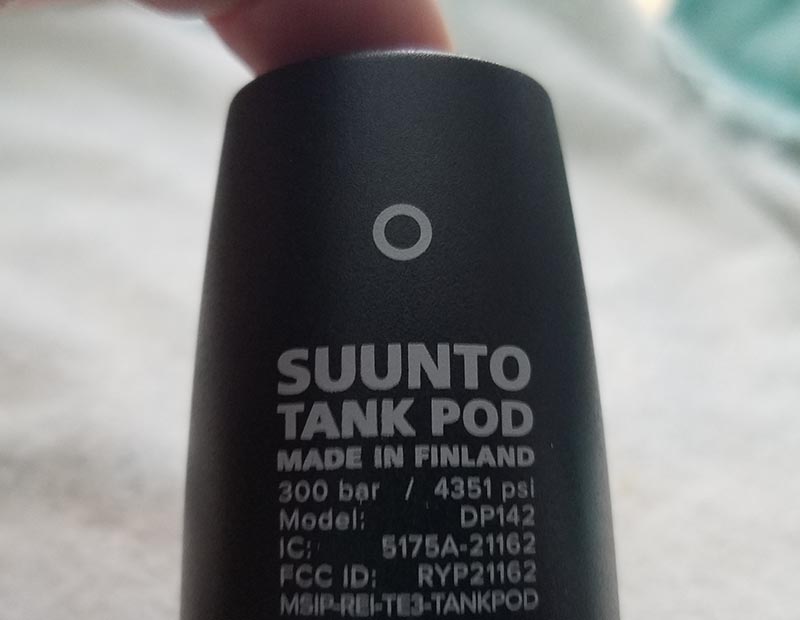 SUUNTO
TANK POD
MADE IN FINLAND
300 bar / 4351 psi
Model: DP142
IC: 5175A-21162
FCC ID: RYP21162
MSIP-REI-TE3-TANKPOD